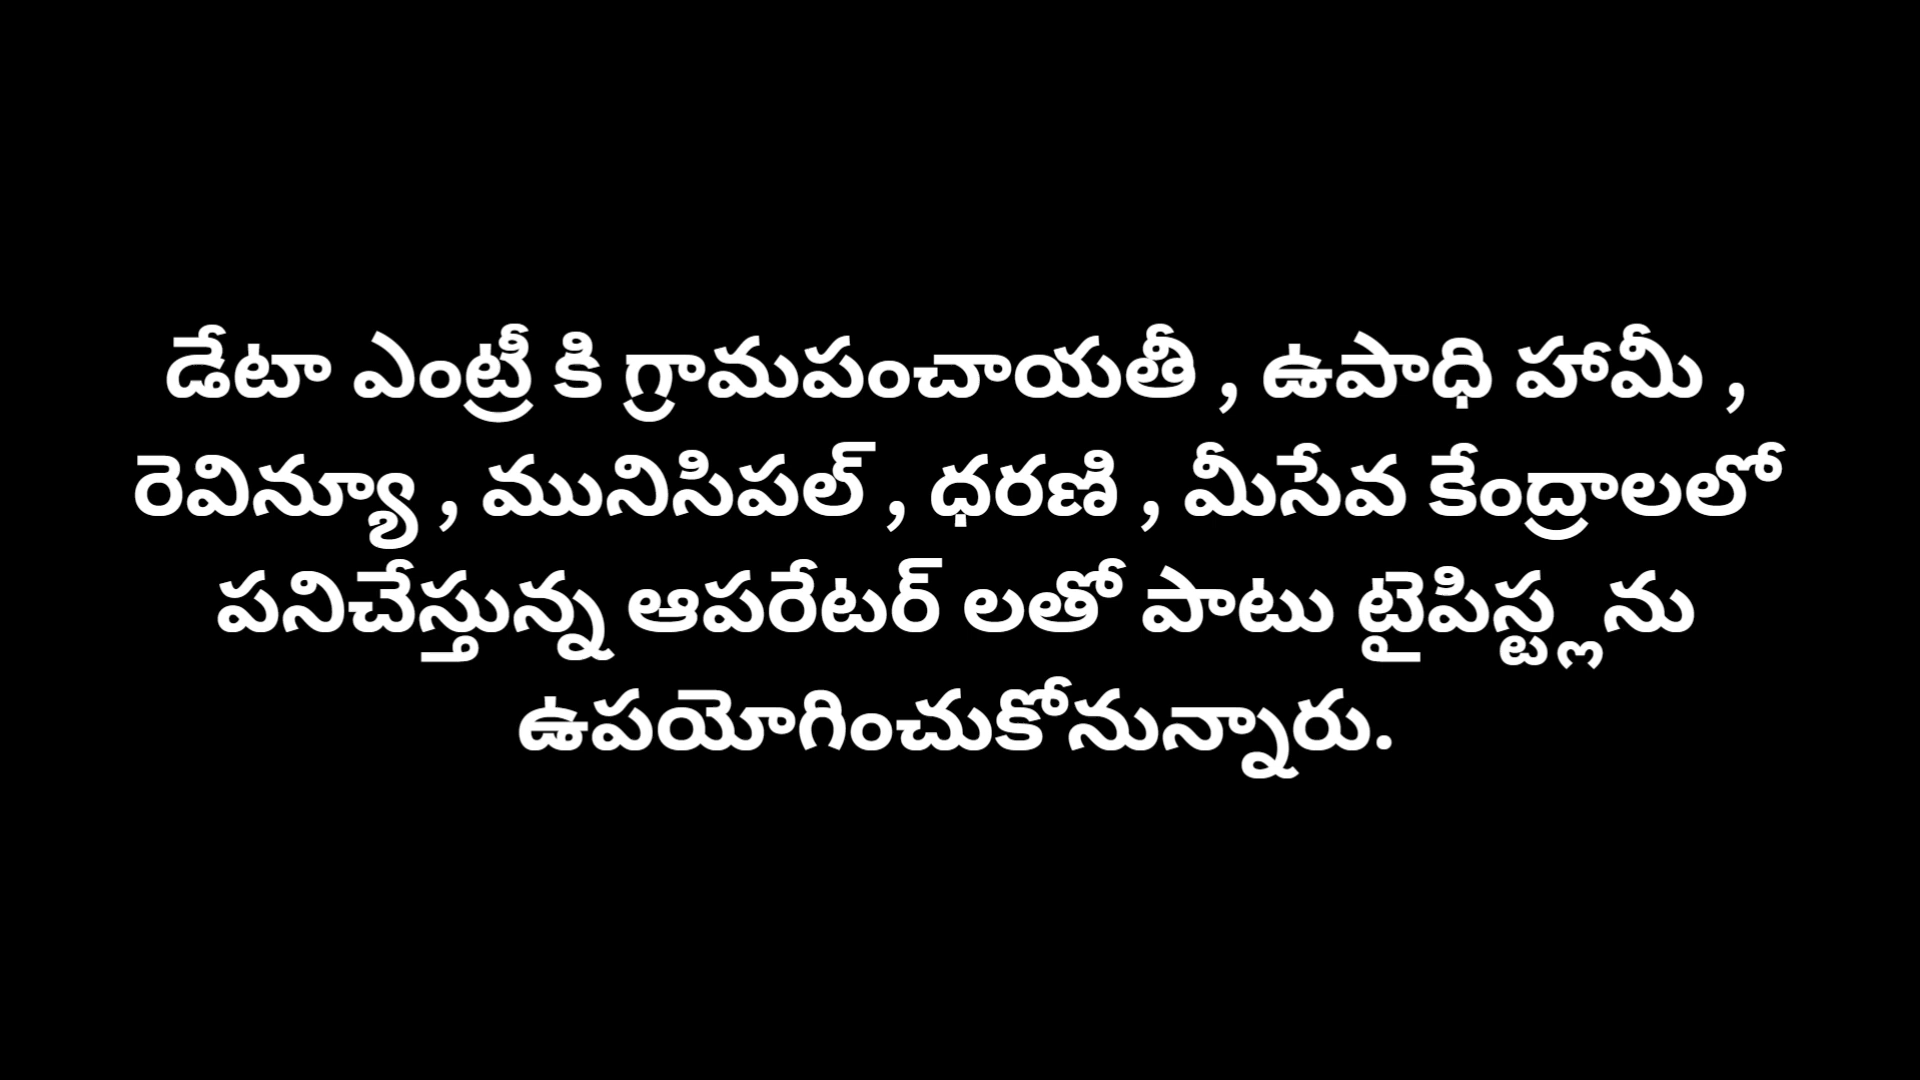 డేటా ఎంట్రీ కి గ్రామపంచాయతీ , ఉపాధి హామీ ,
రెవిన్యూ , మునిసిపల్ , ధరణి , మీసేవ కేంద్రాలలో
పనిచేస్తున్న ఆపరేటర్ లతో పాటు టైపిస్ట్లను
ఉపయోగించుకోనున్నారు.